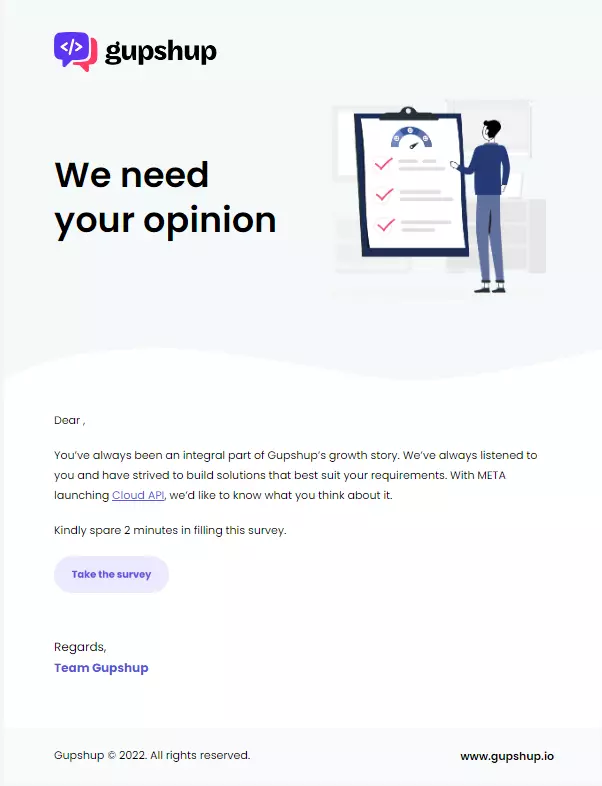 </> gupshup
We need
your opinion
Dear ,
You’ve always been an integral part of Gupshup’s growth story. We’ve always listened to
you and have strived to build solutions that best suit your requirements. With META
launching Cloud API, we’d like to know what you think about it.
Kindly spare 2 minutes in filling this survey.
Take the survey
Regards,
Team Gupshup
Gupshup © 2022. All rights reserved.
www.gupshup.io